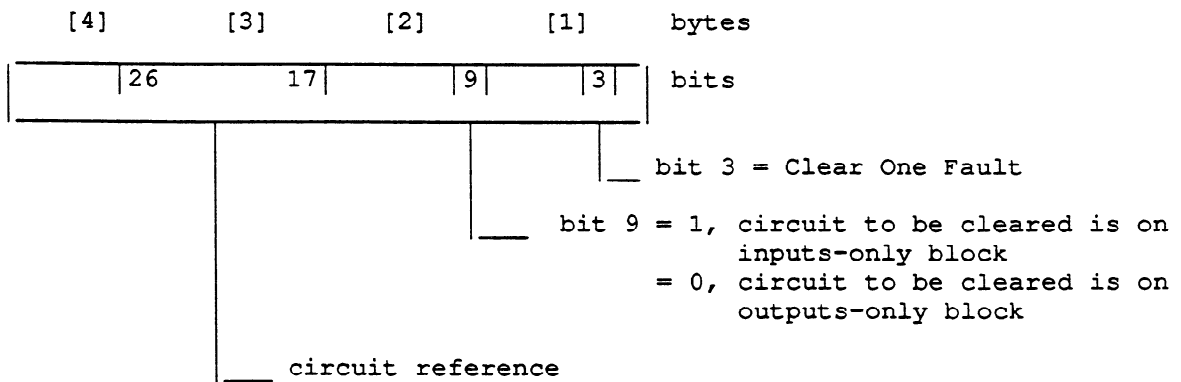 [4] [3] [2] [1] bytes
26 17 9 3 bits
bit 3 = Clear One Fault
bit 9 = 1, circuit to be cleared is on
inputs-only block
= 0, circuit to be cleared is on
outputs-only block
circuit reference